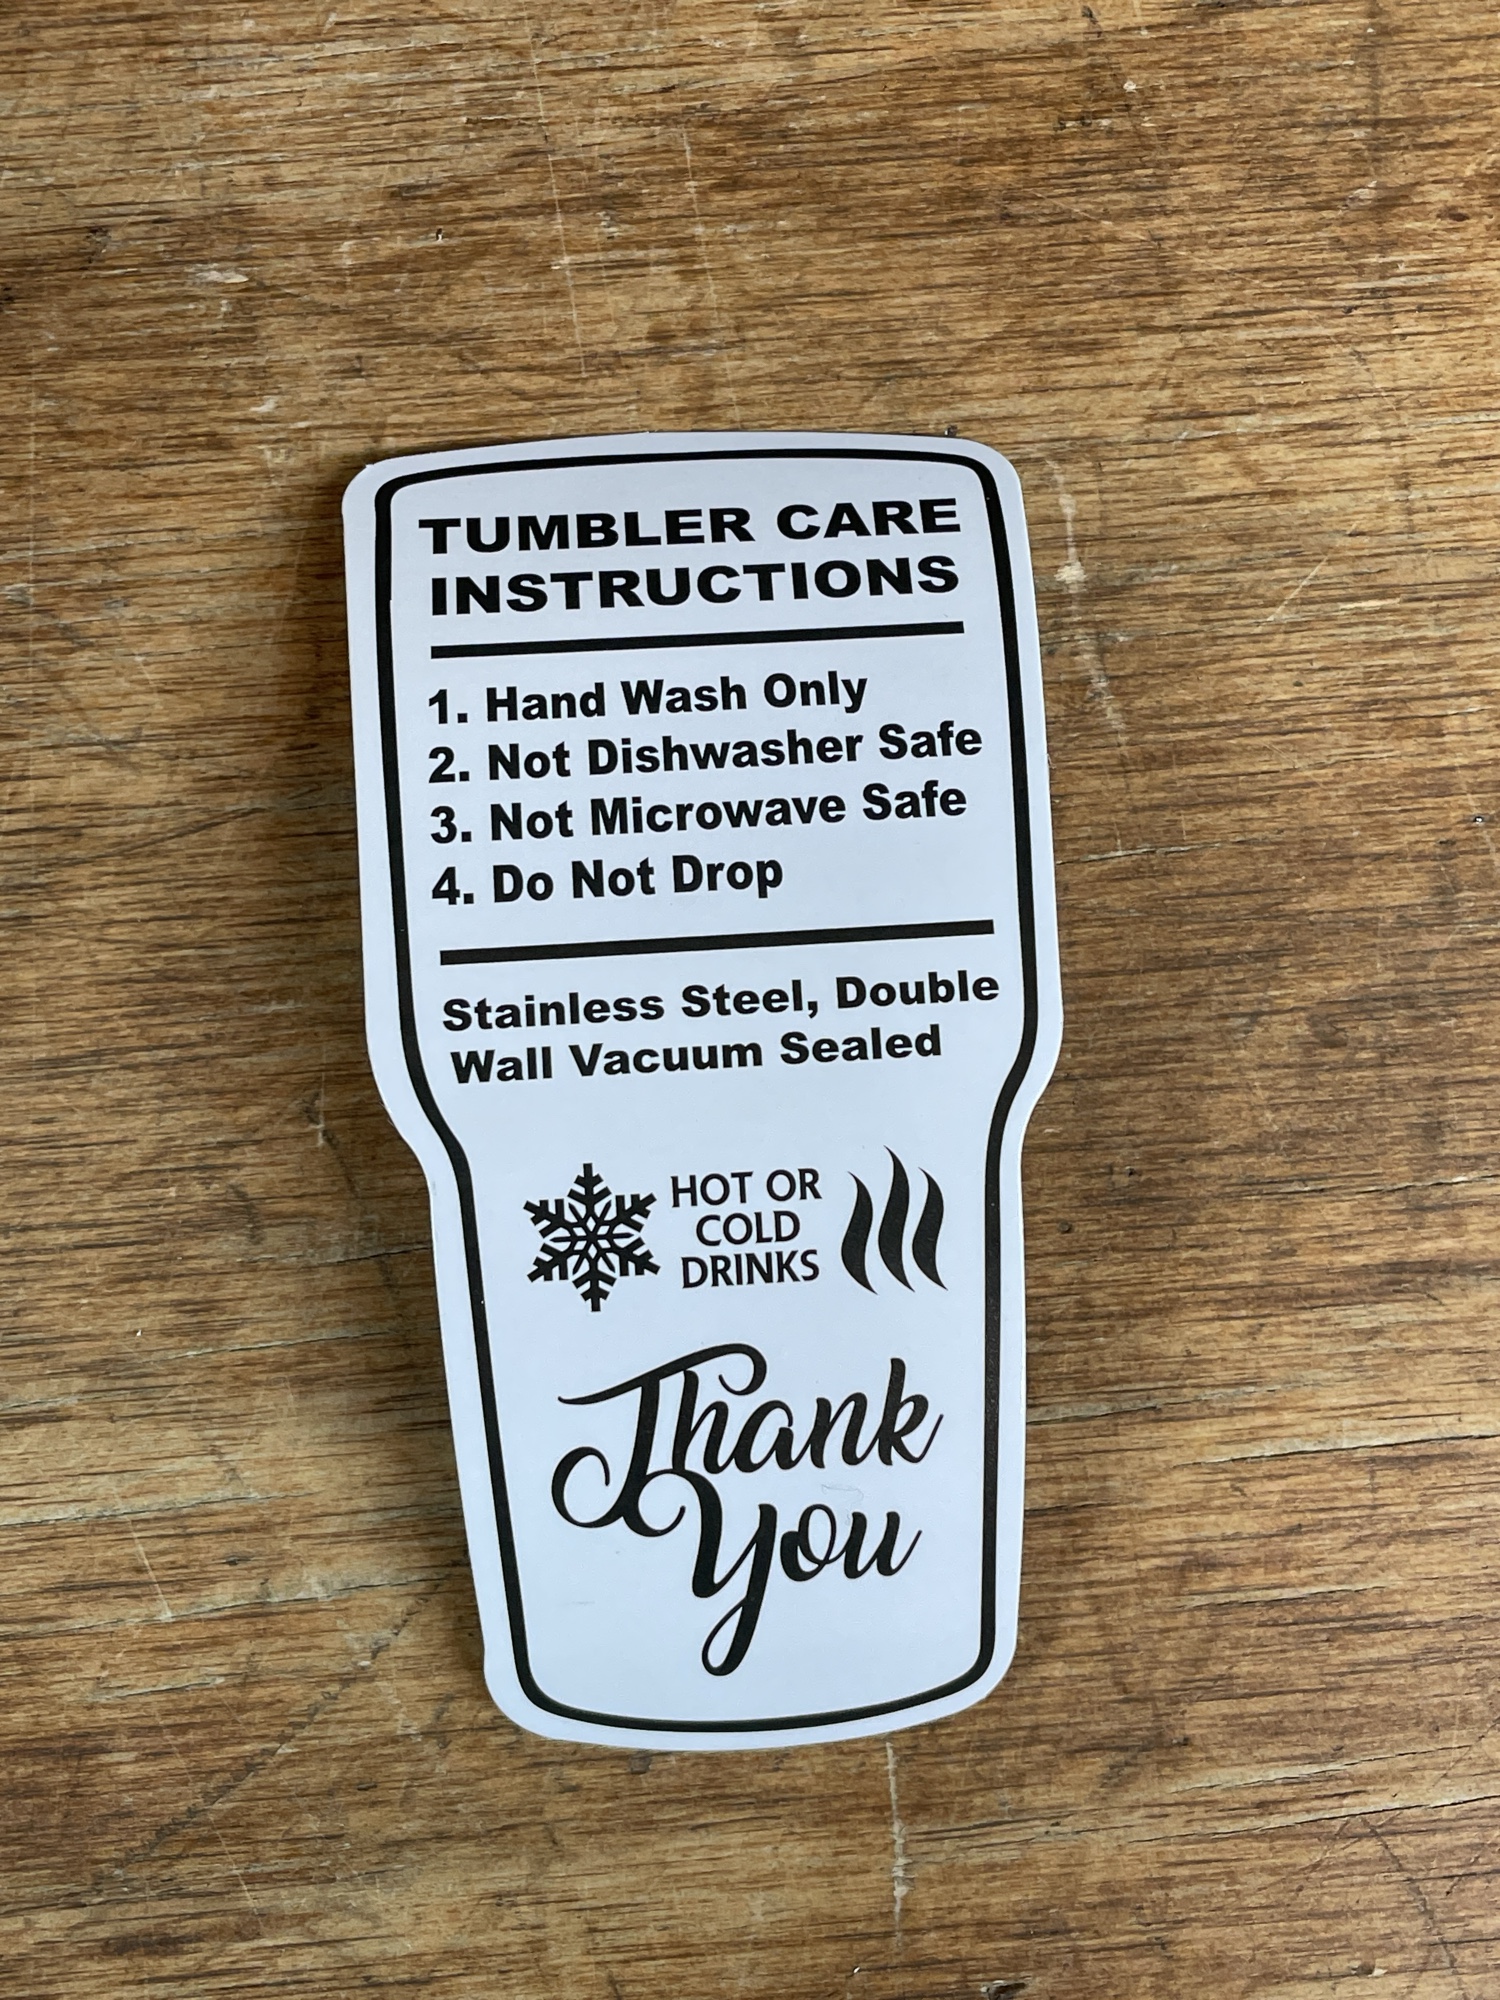 TUMBLER CARE
INSTRUCTIONS
1. Hand Wash Only
2. Not Dishwasher Safe
3. Not Microwave Safe
4. Do Not Drop
Stainless Steel, Double
Wall Vacuum Sealed
HOT OR
COLD
DRINKS
Thank
You